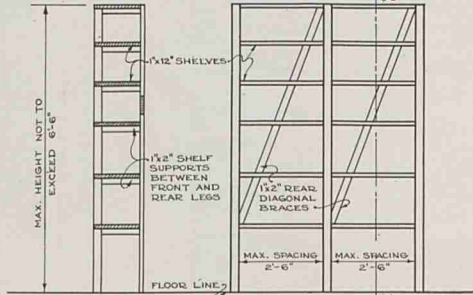 MAX. HEIGHT NOT TO
EXCEED 6'-6"
1"x12" SHELVES
1"x2" SHELF
SUPPORTS
BETWEEN
FRONT AND
REAR LEGS
1"x2" REAR
DIAGONAL
BRACES
MAX. SPACING
2'-6"
MAX. SPACING
2'-6"
FLOOR LINE